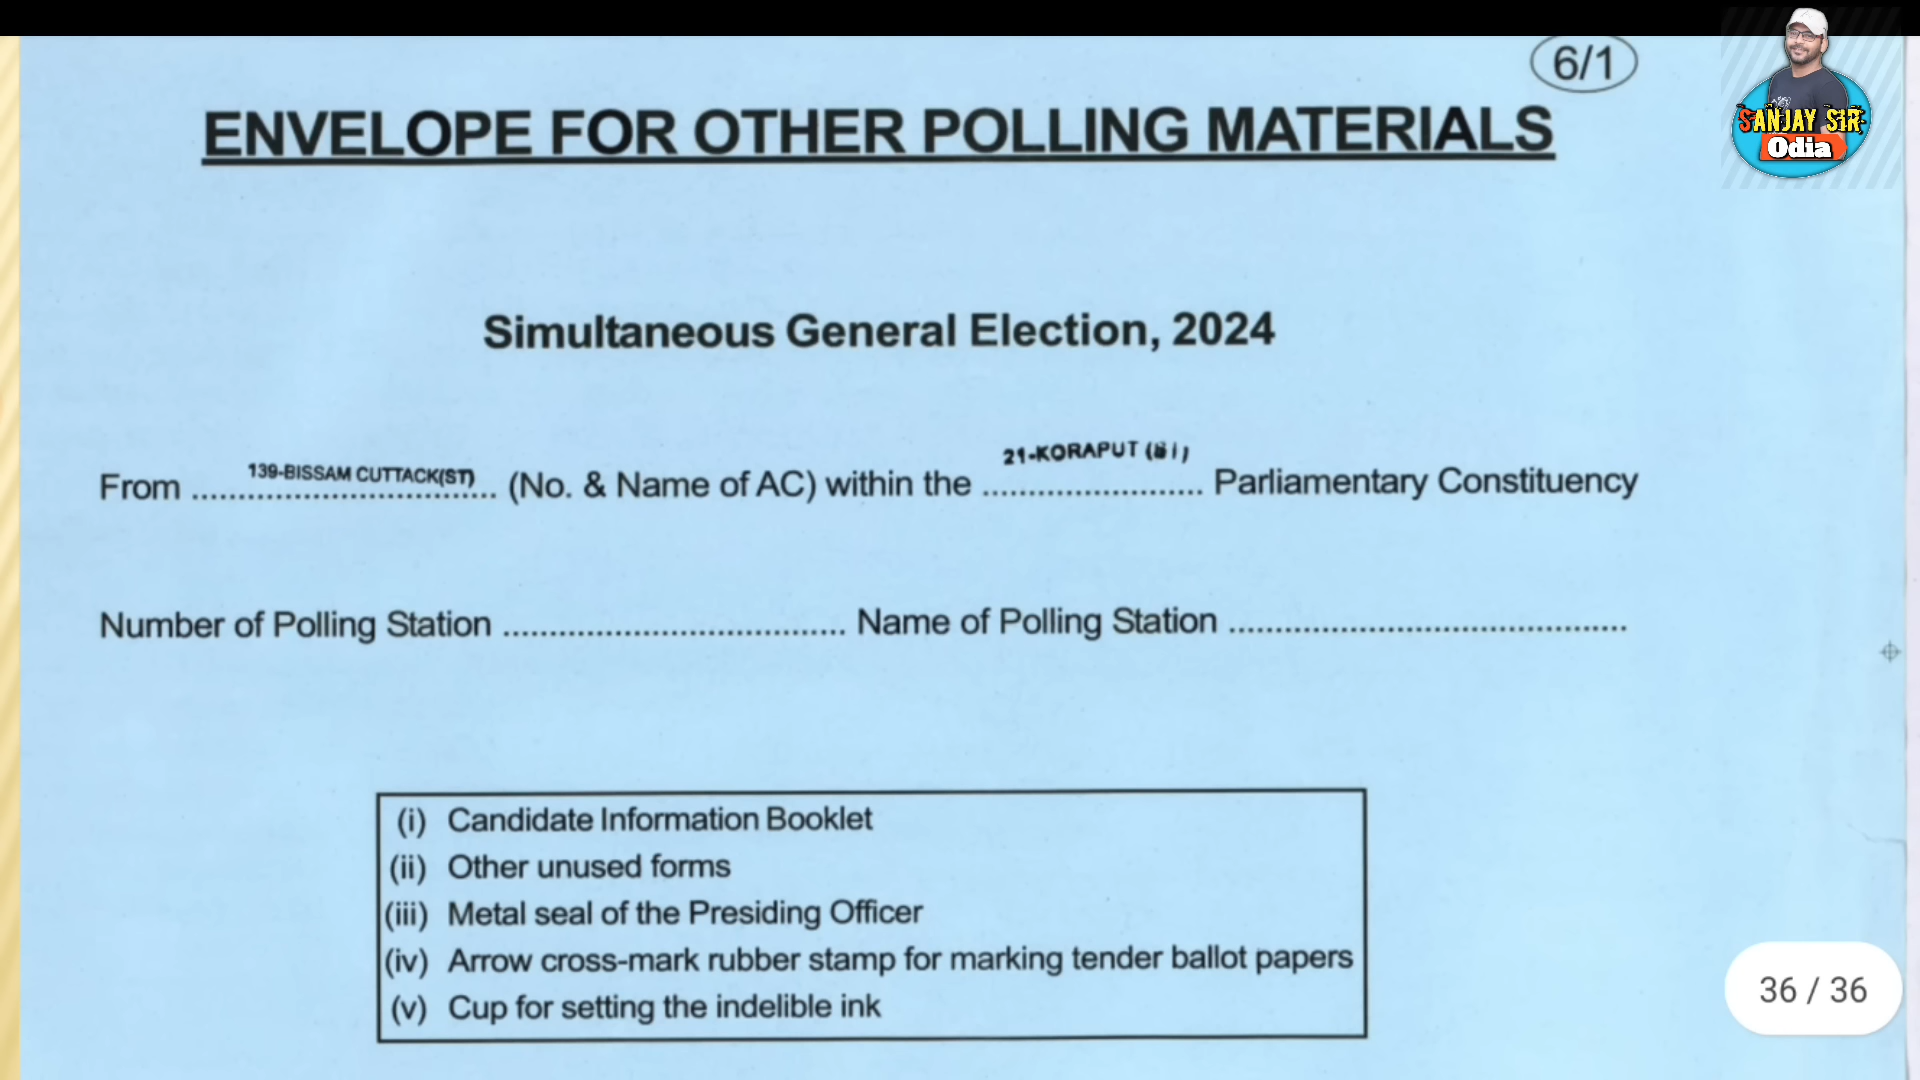 6/1
SANJAY SIR
Odia
ENVELOPE FOR OTHER POLLING MATERIALS
Simultaneous General Election, 2024
From 139-BISSAM CUTTACK(ST) (No. & Name of AC) within the 21-KORAPUT Parliamentary Constituency
Number of Polling Station .................................... Name of Polling Station ..........................................
(i) Candidate Information Booklet
(ii) Other unused forms
(iii) Metal seal of the Presiding Officer
(iv) Arrow cross-mark rubber stamp for marking tender ballot papers
(v) Cup for setting the indelible ink
36 / 36